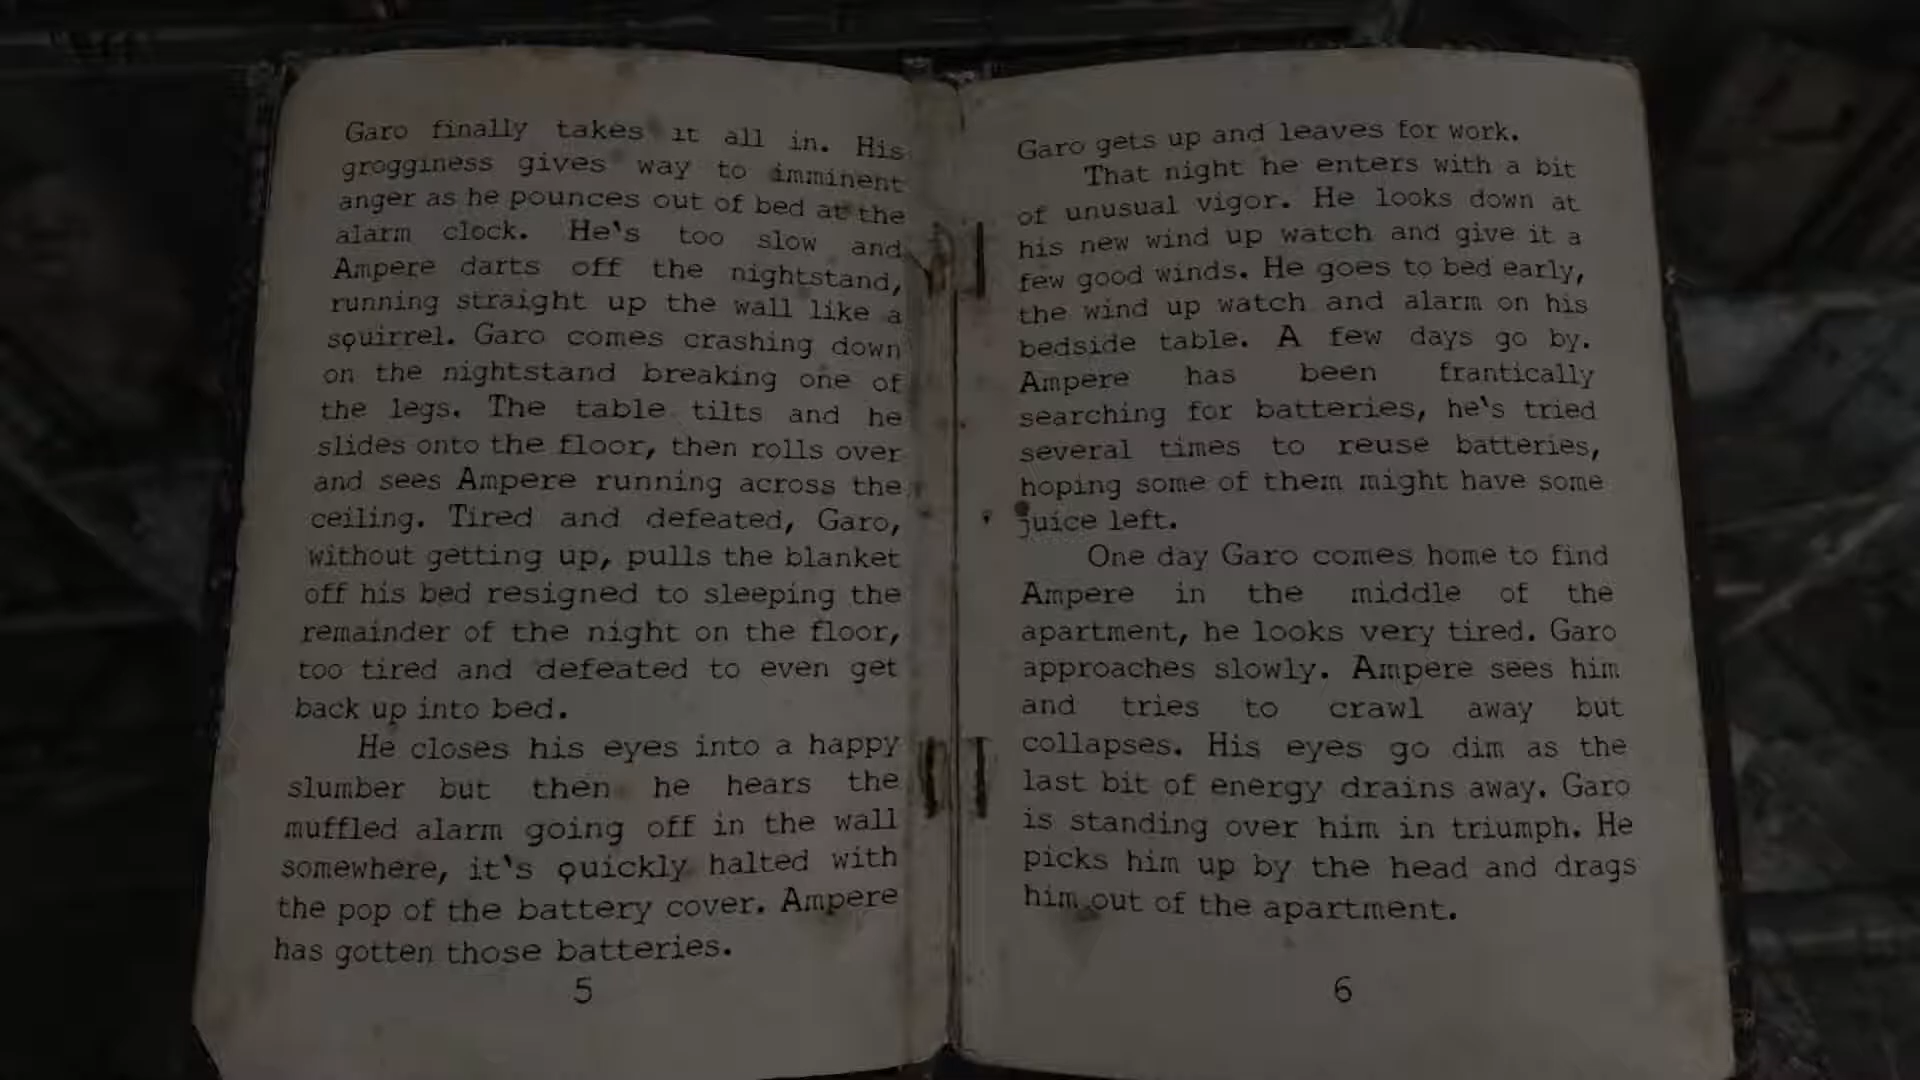 Garo finally takes it all in. His
grogginess gives way to imminent
anger as he pounces out of bed at the
alarm clock. He's too slow and
Ampere darts off the nightstand,
running straight up the wall like a
squirrel. Garo comes crashing down
on the nightstand breaking one of
the legs. The table tilts and he
slides onto the floor, then rolls over
and sees Ampere running across the
ceiling. Tired and defeated, Garo,
without getting up, pulls the blanket
off his bed resigned to sleeping the
remainder of the night on the floor,
too tired and defeated to even get
back up into bed.
He closes his eyes into a happy
slumber but then he hears the
muffled alarm going off in the wall
somewhere, it's quickly halted with
the pop of the battery cover. Ampere
has gotten those batteries.
5
Garo gets up and leaves for work.
That night he enters with a bit
of unusual vigor. He looks down at
his new wind up watch and give it a
few good winds. He goes to bed early,
the wind up watch and alarm on his
bedside table. A few days go by.
Ampere has been frantically
searching for batteries, he's tried
several times to reuse batteries,
hoping some of them might have some
juice left.
One day Garo comes home to find
Ampere in the middle of the
apartment, he looks very tired. Garo
approaches slowly. Ampere sees him
and tries to crawl away but
collapses. His eyes go dim as the
last bit of energy drains away. Garo
is standing over him in triumph. He
picks him up by the head and drags
him out of the apartment.
6